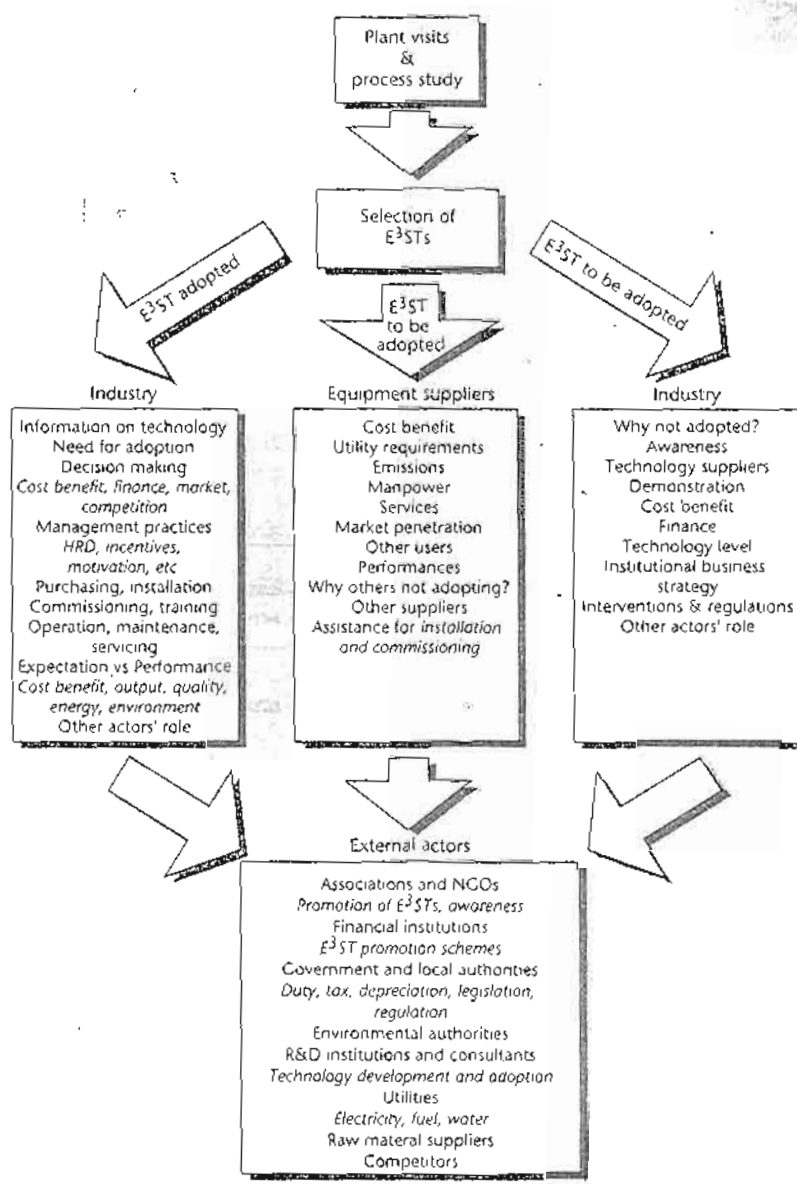 Plant visits
&
process study
Selection of
E³STs
E³ST adopted
E³ST
to be
adopted
E³ST to be adopted
Industry
Information on technology
Need for adoption
Decision making
Cost benefit, finance, market,
competition
Management practices
HRD, incentives,
motivation, etc
Purchasing, installation
Commissioning, training
Operation, maintenance,
servicing
Expectation vs Performance
Cost benefit, output, quality,
energy, environment
Other actors' role
Equipment suppliers
Cost benefit
Utility requirements
Emissions
Manpower
Services
Market penetration
Other users
Performances
Why others not adopting?
Other suppliers
Assistance for installation
and commissioning
Industry
Why not adopted?
Awareness
Technology suppliers
Demonstration
Cost benefit
Finance
Technology level
Institutional business
strategy
Interventions & regulations
Other actors' role
External actors
Associations and NGOs
Promotion of E³STs, awareness
Financial institutions
E³ST promotion schemes
Government and local authorities
Duty, tax, depreciation, legislation,
regulation
Environmental authorities
R&D institutions and consultants
Technology development and adoption
Utilities
Electricity, fuel, water
Raw materal suppliers
Competitors